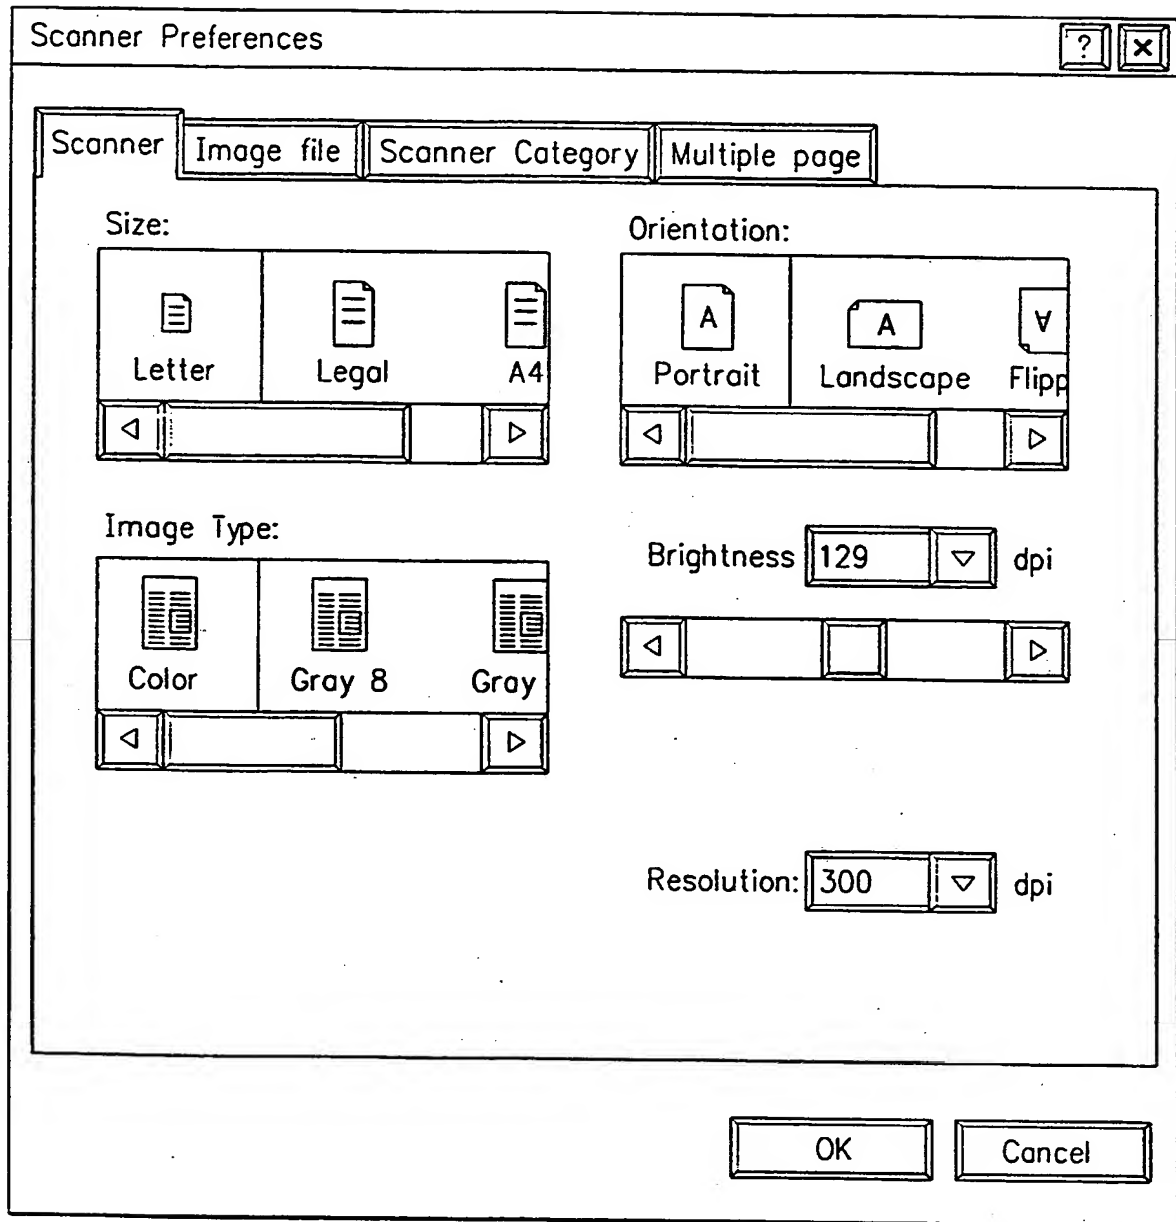 Scanner Preferences ? ×
Scanner Image file Scanner Category Multiple page
Size:
Letter Legal A4
Orientation:
A A A
Portrait Landscape Flipp
Image Type:
Color Gray 8 Gray
Brightness 129 dpi
Resolution: 300 dpi
OK Cancel